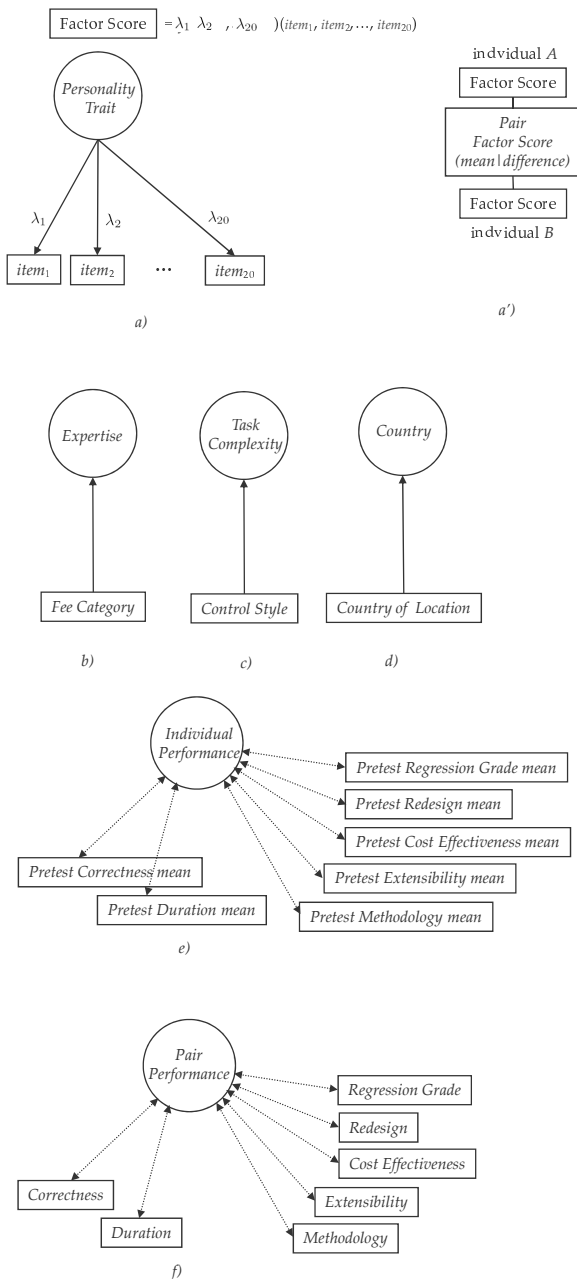 Factor Score = λ1 λ2 , λ20 )(item1, item2, ..., item20)
Personality
Trait
λ1
λ2
λ20
item1
item2
...
item20
a)
indvidual A
Factor Score
Pair
Factor Score
(mean|difference)
Factor Score
indvidual B
a')
Expertise
Fee Category
b)
Task
Complexity
Control Style
c)
Country
Country of Location
d)
Individual
Performance
Pretest Regression Grade mean
Pretest Redesign mean
Pretest Cost Effectiveness mean
Pretest Correctness mean
Pretest Extensibility mean
Pretest Duration mean
Pretest Methodology mean
e)
Pair
Performance
Regression Grade
Redesign
Cost Effectiveness
Correctness
Extensibility
Duration
Methodology
f)